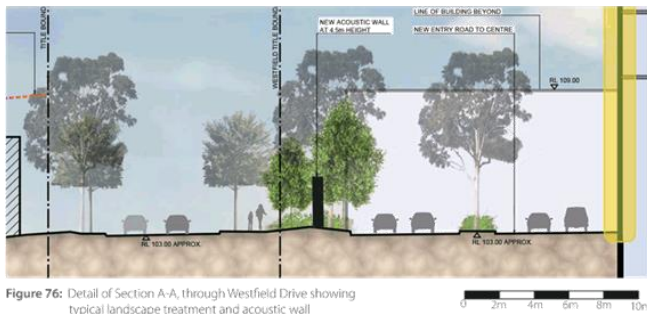 TITLE BOUND.
WESTFIELD TITLE BOUND.
NEW ACOUSTIC WALL
AT 4.5m HEIGHT
LINE OF BUILDING BEYOND
NEW ENTRY ROAD TO CENTRE
RL 109.00
RL 103.00 APPROX.
RL 103.00 APPROX.
Figure 76: Detail of Section A-A, through Westfield Drive showing
typical landscape treatment and acoustic wall
0 2m 4m 6m 8m 10m